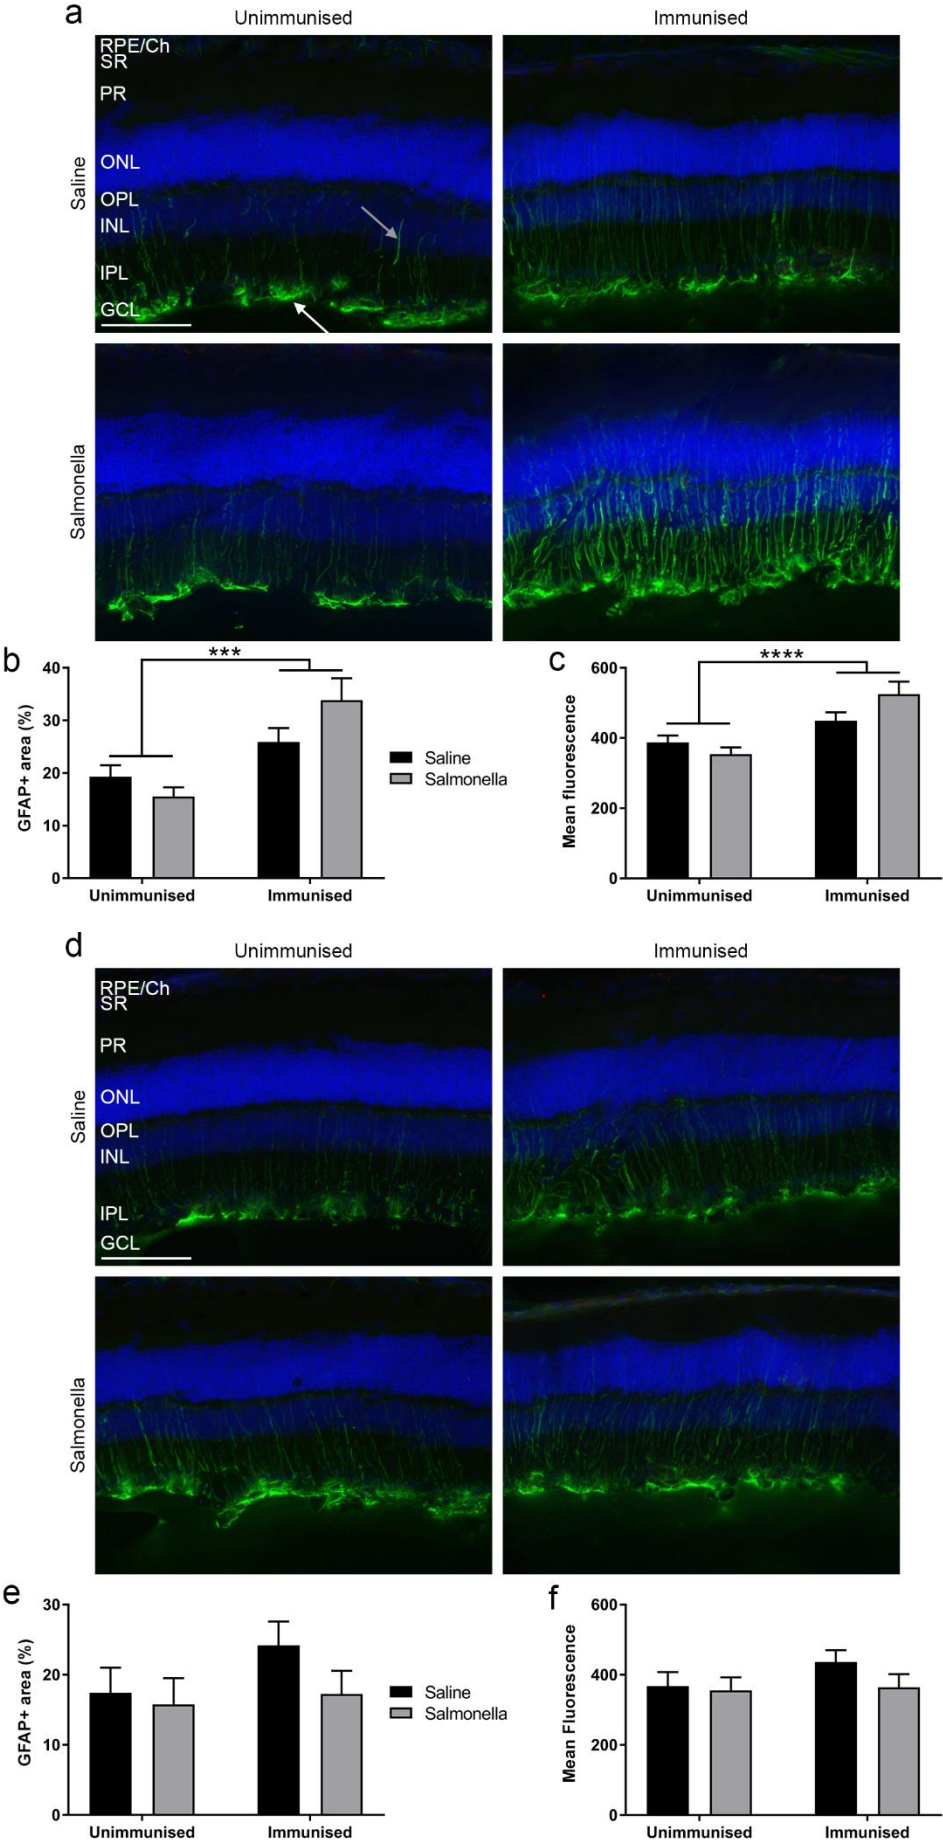 a
Unimmunised Immunised
Saline
RPE/Ch
SR
PR
ONL
OPL
INL
IPL
GCL
Salmonella
b
GFAP+ area (%)
40
30
20
10
0
***
Unimmunised Immunised
Saline
Salmonella
c
Mean fluorescence
600
400
200
0
****
Unimmunised Immunised
d
Unimmunised Immunised
Saline
RPE/Ch
SR
PR
ONL
OPL
INL
IPL
GCL
Salmonella
e
GFAP+ area (%)
30
20
10
0
Unimmunised Immunised
Saline
Salmonella
f
Mean Fluorescence
600
400
200
0
Unimmunised Immunised